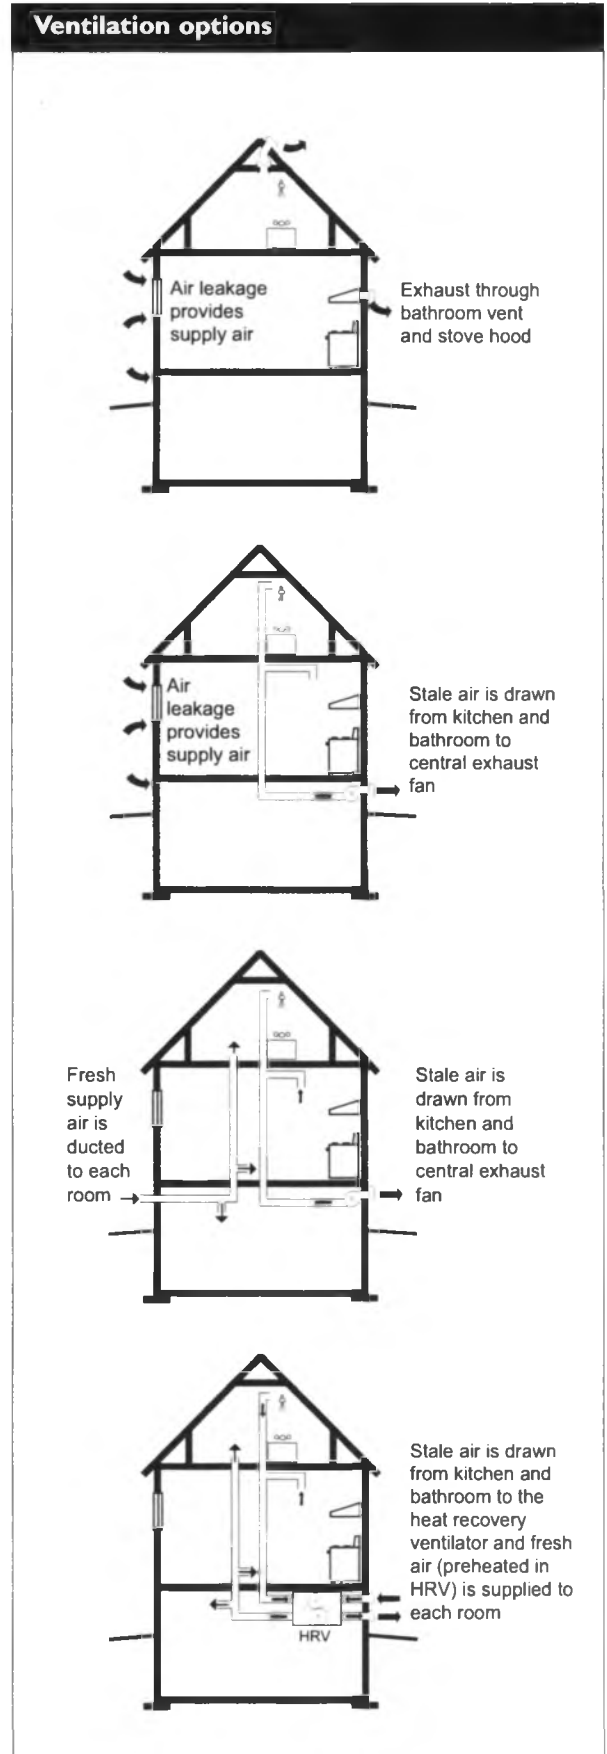 Ventilation options
Air leakage
provides
supply air
Exhaust through
bathroom vent
and stove hood
Air
leakage
provides
supply air
Stale air is drawn
from kitchen and
bathroom to
central exhaust
fan
Fresh
supply
air is
ducted
to each
room
Stale air is
drawn from
kitchen and
bathroom to
central exhaust
fan
Stale air is drawn
from kitchen and
bathroom to the
heat recovery
ventilator and fresh
air (preheated in
HRV) is supplied to
each room
HRV